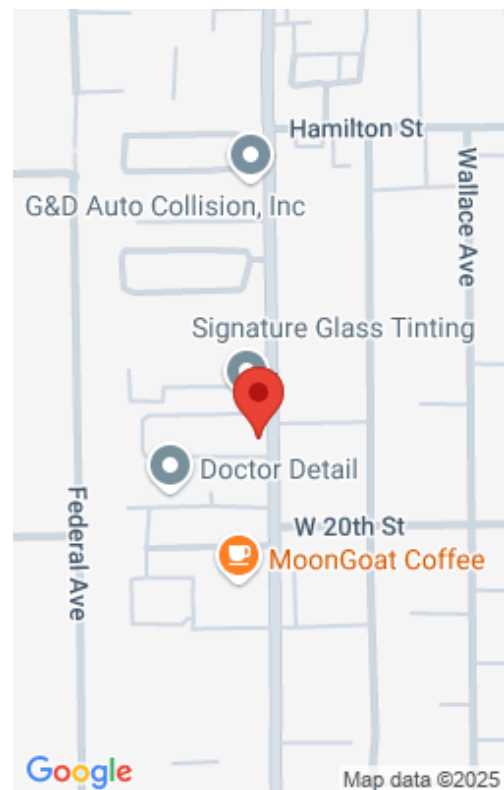 Hamilton St
Wallace Ave
G&D Auto Collision, Inc
Signature Glass Tinting
Doctor Detail
Federal Ave
W 20th St
MoonGoat Coffee
Google
Map data ©2025